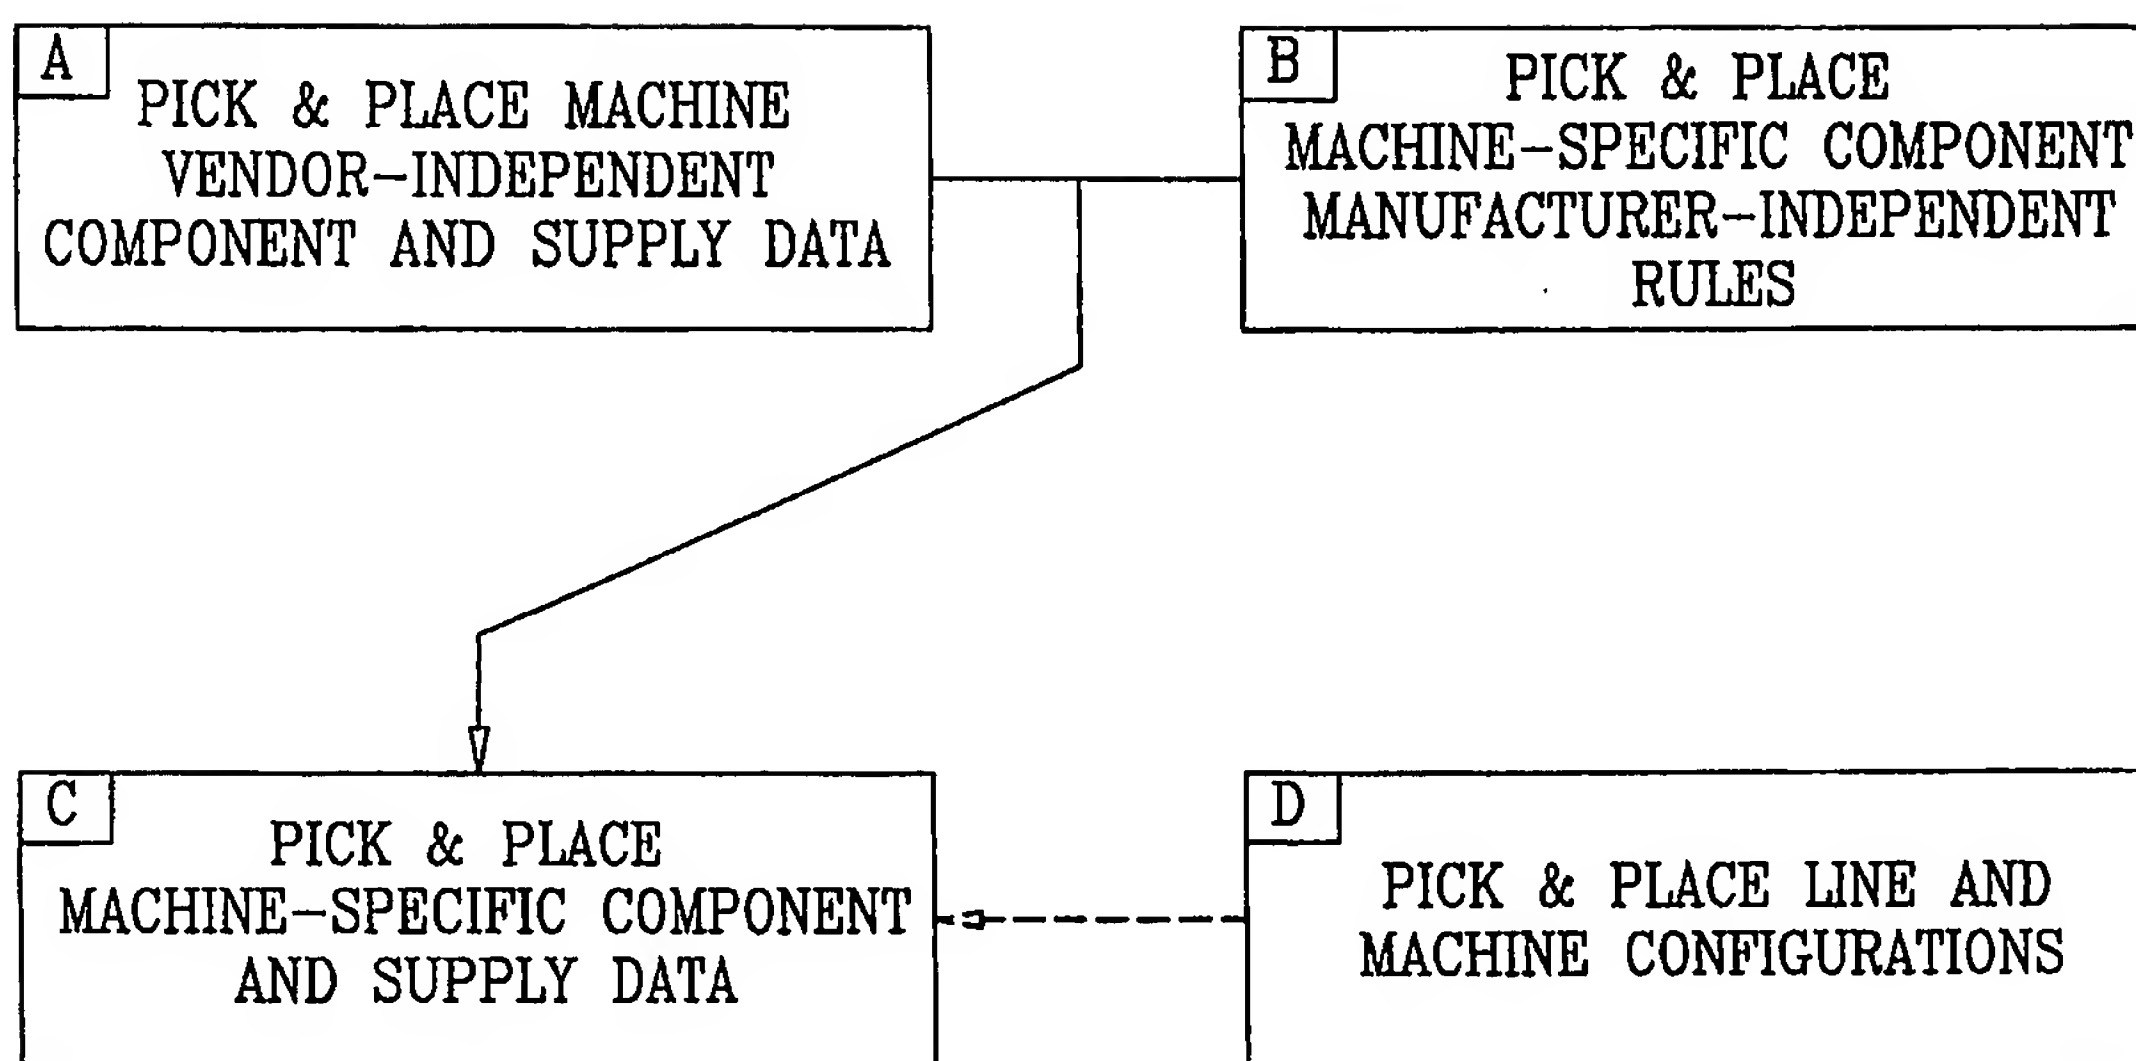 A
PICK & PLACE MACHINE
VENDOR-INDEPENDENT
COMPONENT AND SUPPLY DATA
B
PICK & PLACE
MACHINE-SPECIFIC COMPONENT
MANUFACTURER-INDEPENDENT
RULES
C
PICK & PLACE
MACHINE-SPECIFIC COMPONENT
AND SUPPLY DATA
D
PICK & PLACE LINE AND
MACHINE CONFIGURATIONS